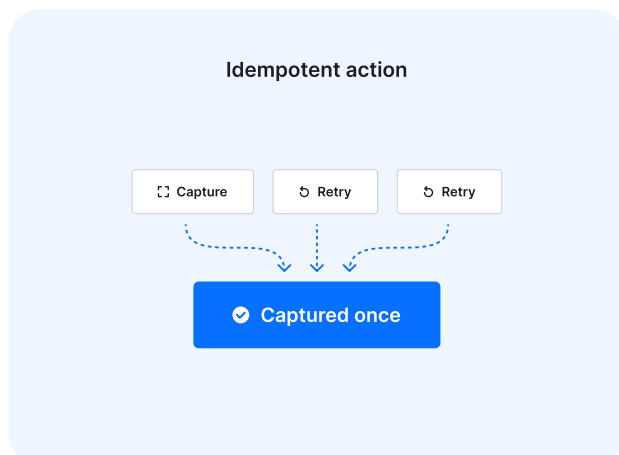 Idempotent action
Capture
Retry
Retry
Captured once